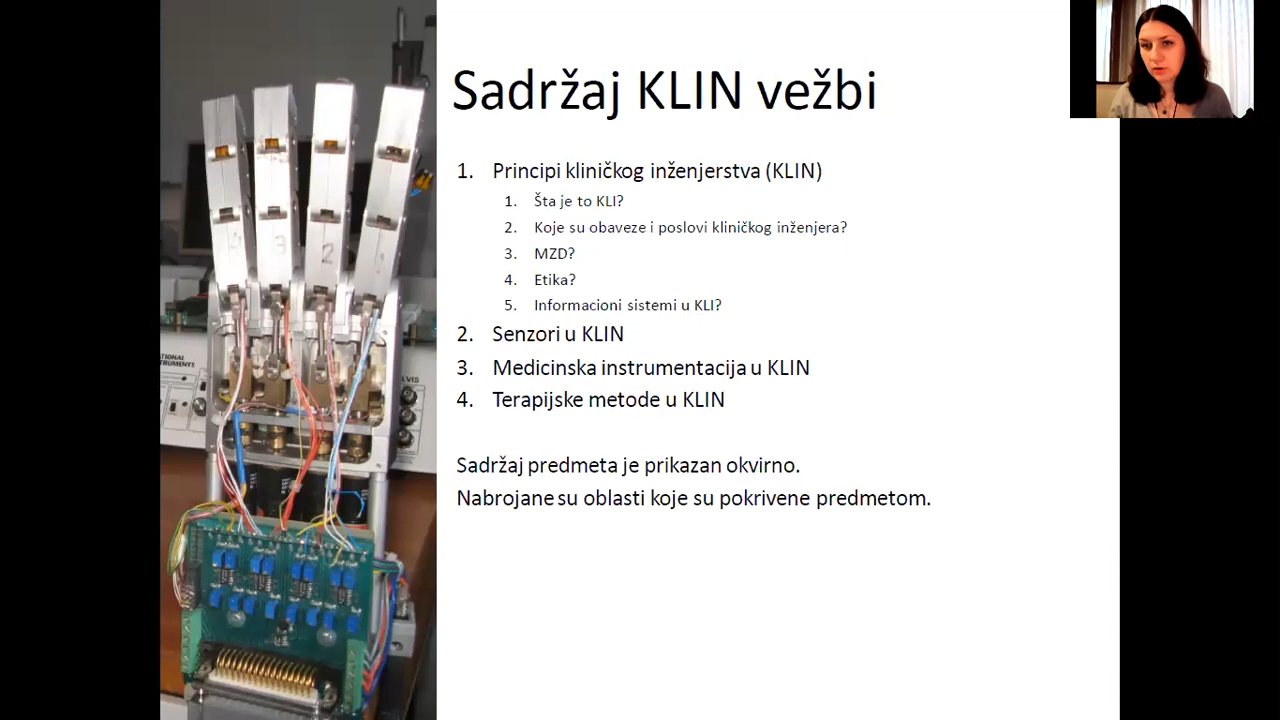 Sadržaj KLIN vežbi
1. Principi kliničkog inženjerstva (KLIN)
1. Šta je to KLI?
2. Koje su obaveze i poslovi kliničkog inženjera?
3. MZD?
4. Etika?
5. Informacioni sistemi u KLI?
2. Senzori u KLIN
3. Medicinska instrumentacija u KLIN
4. Terapijske metode u KLIN
Sadržaj predmeta je prikazan okvirno.
Nabrojane su oblasti koje su pokrivene predmetom.
3
2